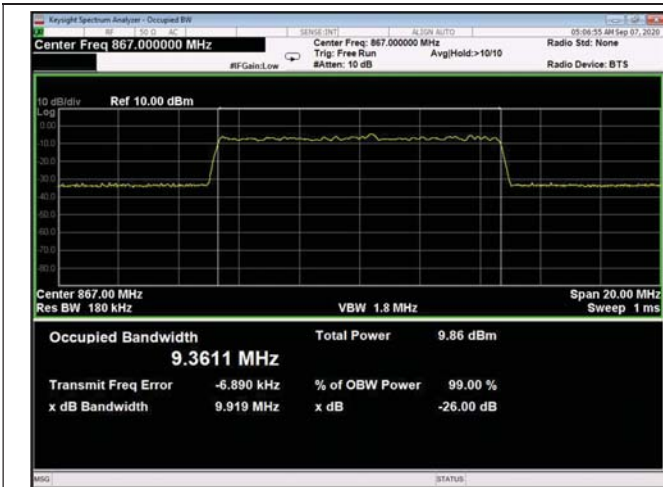 Keysight Spectrum Analyzer - Occupied BW
RF 50 Ω AC SENSE:INT ALIGN AUTO 05:06:55 AM Sep 07, 2020
Center Freq 867.000000 MHz Center Freq: 867.000000 MHz Radio Std: None
Trig: Free Run Avg|Hold:>10/10
#IFGain:Low #Atten: 10 dB Radio Device: BTS
10 dB/div Ref 10.00 dBm
Log
0.00
-10.0
-20.0
-30.0
-40.0
-50.0
-60.0
-70.0
-80.0
Center 867.00 MHz Span 20.00 MHz
Res BW 180 kHz VBW 1.8 MHz Sweep 1 ms
Occupied Bandwidth Total Power 9.86 dBm
9.3611 MHz
Transmit Freq Error -6.890 kHz % of OBW Power 99.00 %
x dB Bandwidth 9.919 MHz x dB -26.00 dB
MSG STATUS